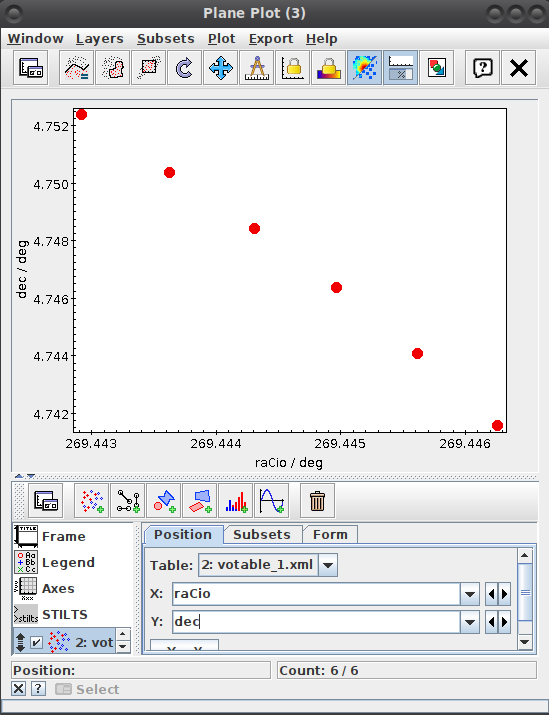 Plane Plot (3)
Window Layers Subsets Plot Export Help
4.752
4.750
4.748
4.746
4.744
4.742
dec / deg
269.443 269.444 269.445 269.446
raCio / deg
Frame
Legend
Axes
STILTS
2: vot
Position Subsets Form
Table: 2: votable_1.xml
X: raCio
Y: dec
Position:
Count: 6 / 6
Select